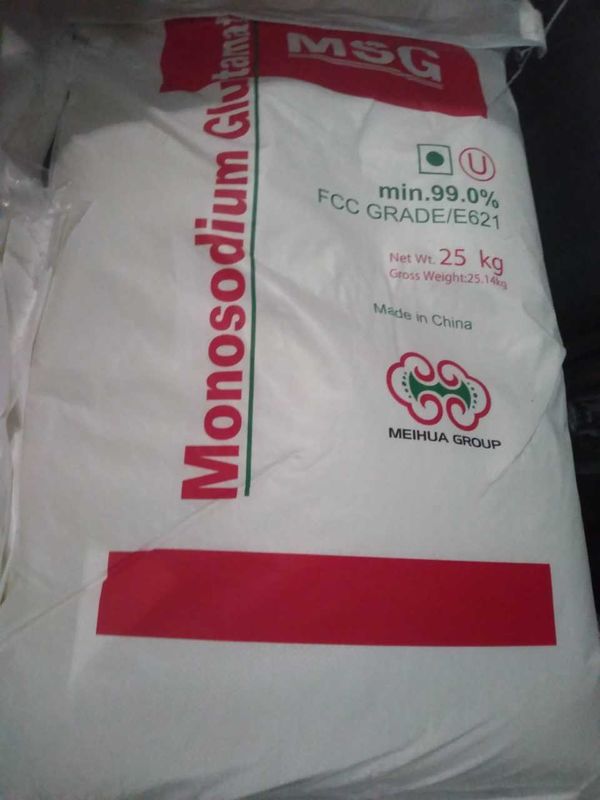 MSG
Monosodium Glutamat
U
min.99.0%
FCC GRADE/E621
Net Wt. 25 kg
Gross Weight:25.14kg
Made in China
MEIHUA GROUP